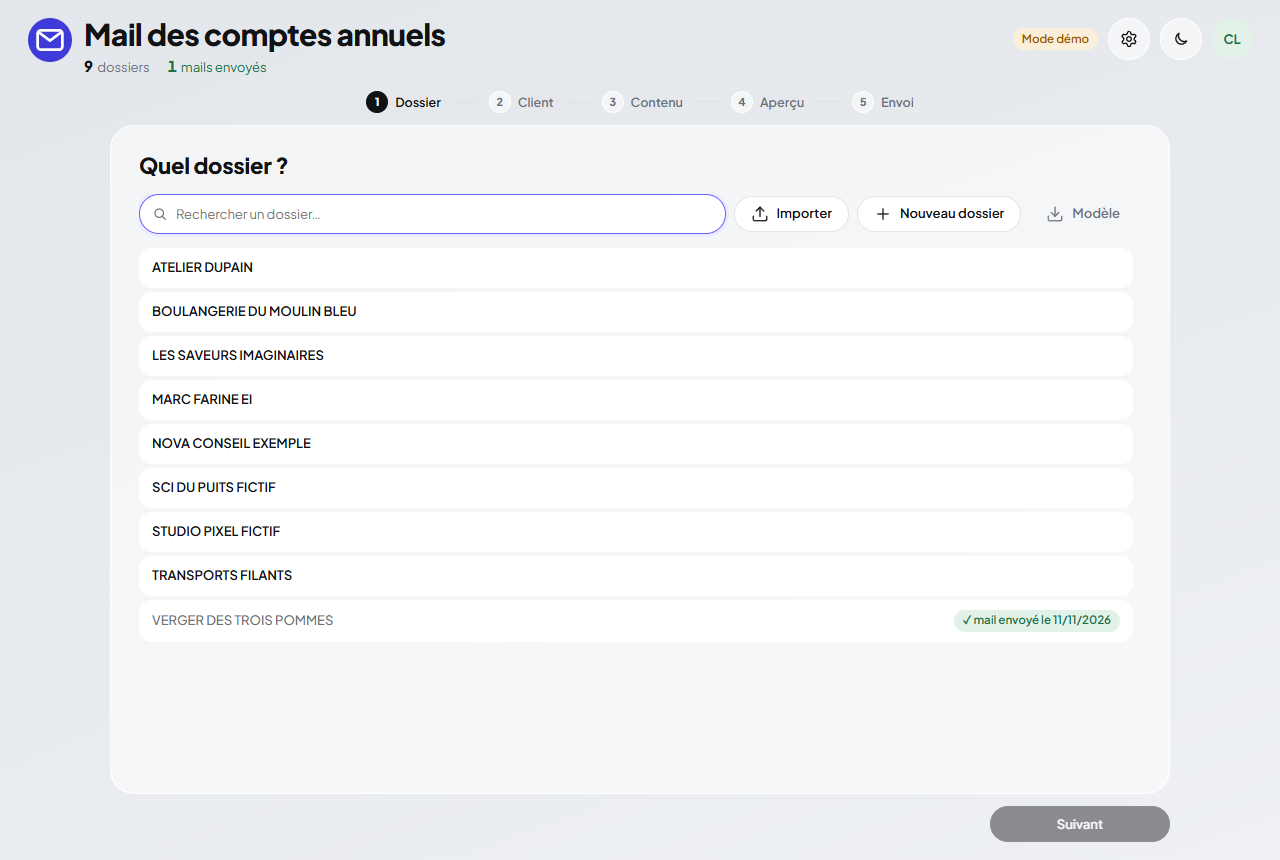 Mail des comptes annuels
9 dossiers 1 mails envoyés
Mode démo
CL
1 Dossier 2 Client 3 Contenu 4 Aperçu 5 Envoi
Quel dossier ?
Rechercher un dossier... Importer Nouveau dossier Modèle
ATELIER DUPAIN
BOULANGERIE DU MOULIN BLEU
LES SAVEURS IMAGINAIRES
MARC FARINE EI
NOVA CONSEIL EXEMPLE
SCI DU PUITS FICTIF
STUDIO PIXEL FICTIF
TRANSPORTS FILANTS
VERGER DES TROIS POMMES ✓ mail envoyé le 11/11/2026
Suivant